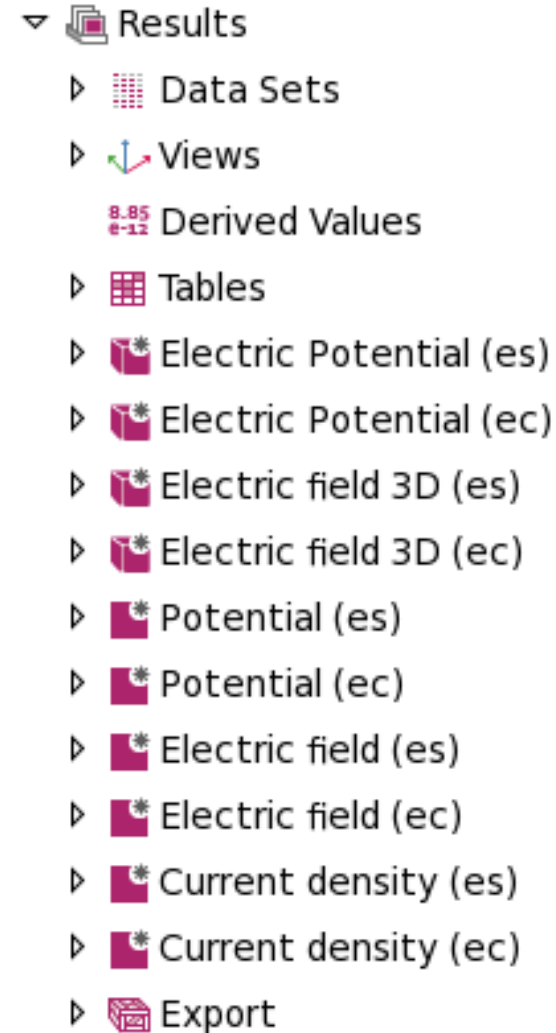 Results
Data Sets
Views
8.85
e-12 Derived Values
Tables
Electric Potential (es)
Electric Potential (ec)
Electric field 3D (es)
Electric field 3D (ec)
Potential (es)
Potential (ec)
Electric field (es)
Electric field (ec)
Current density (es)
Current density (ec)
Export